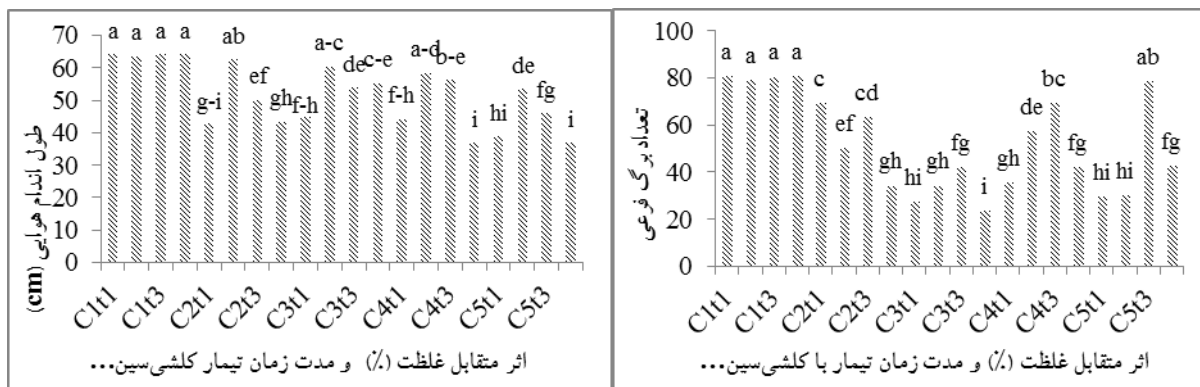 طول اندام هوایی (cm)
70
60
50
40
30
20
10
0
a a a a g-i ab ef gh f-h a-c de c-e f-h a-d b-e i hi de fg i
C1t1 C1t3 C2t1 C2t3 C3t1 C3t3 C4t1 C4t3 C5t1 C5t3
اثر متقابل غلظت (٪) و مدت زمان تیمار کلشی‌سین...
تعداد برگ فرعی
100
80
60
40
20
0
a a a a c ef cd gh hi gh fg i gh de bc fg hi hi ab fg
C1t1 C1t3 C2t1 C2t3 C3t1 C3t3 C4t1 C4t3 C5t1 C5t3
اثر متقابل غلظت (٪) و مدت زمان تیمار با کلشی‌سین...